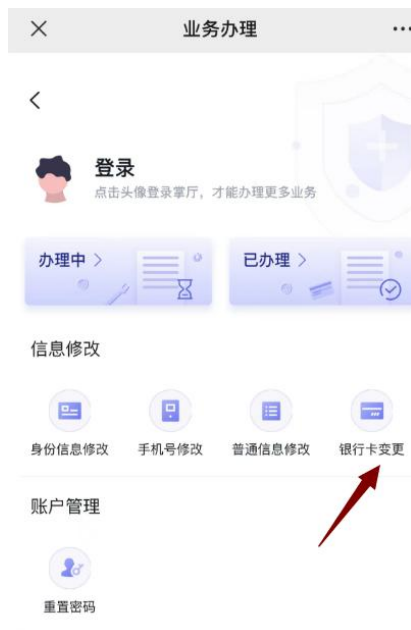 业务办理
登录
点击头像登录掌厅，才能办理更多业务
办理中
已办理
信息修改
身份信息修改
手机号修改
普通信息修改
银行卡变更
账户管理
重置密码